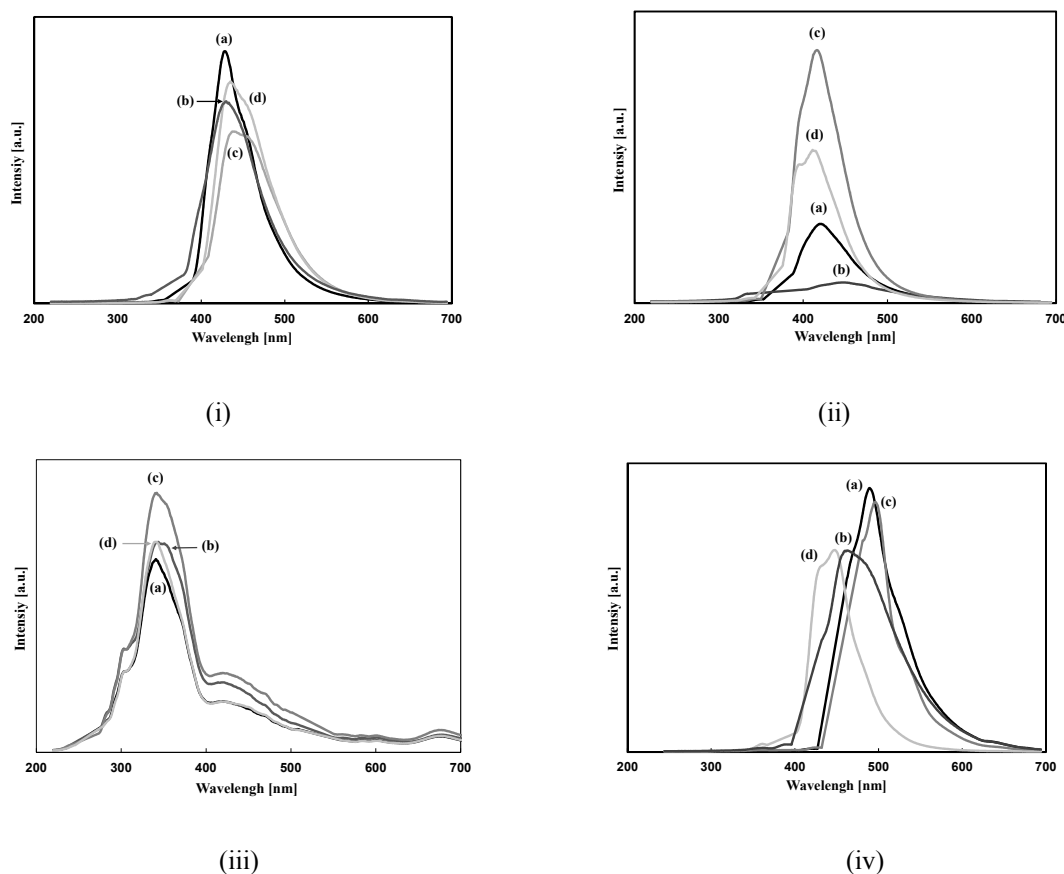 (a)
(b)
(d)
(c)
Intensiy [a.u.]
200 300 400 500 600 700
Wavelengh [nm]
(i)
(c)
(d)
(a)
(b)
Intensiy [a.u.]
200 300 400 500 600 700
Wavelengh [nm]
(ii)
(c)
(d)
(b)
(a)
Intensiy [a.u.]
200 300 400 500 600 700
Wavelengh [nm]
(iii)
(a)
(c)
(b)
(d)
Intensiy [a.u.]
200 300 400 500 600 700
Wavelengh [nm]
(iv)